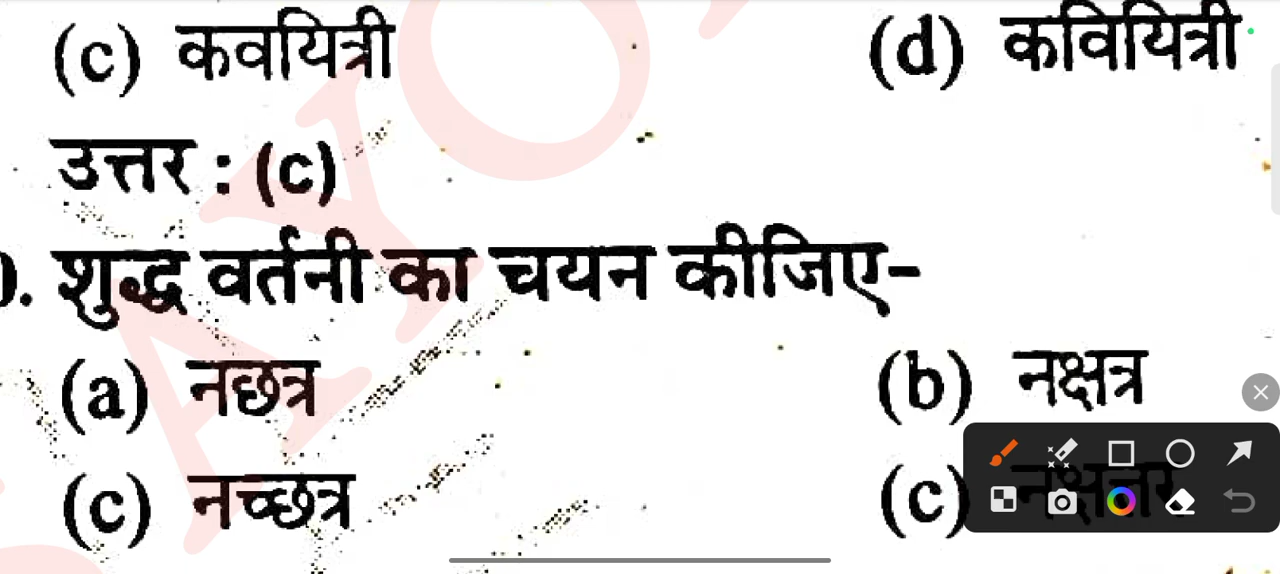 (c) कवयित्री (d) कवियित्री
उत्तर : (c)
). शुद्ध वर्तनी का चयन कीजिए-
(a) नछत्र (b) नक्षत्र
(c) नच्छत्र (c)